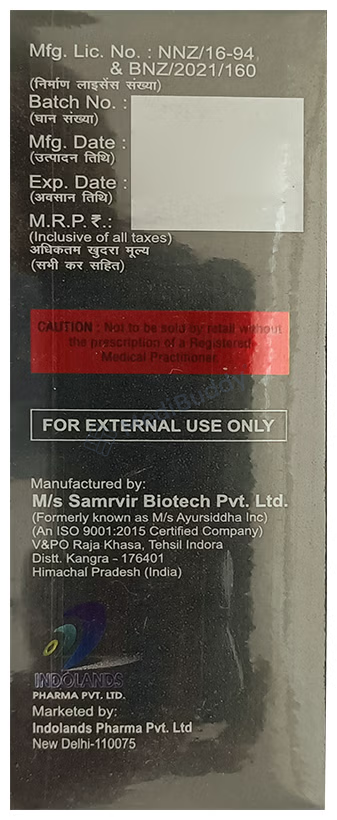 Mfg. Lic. No. : NNZ/16-94,
& BNZ/2021/160
(निर्माण लाइसेंस संख्या)
Batch No. :
(घान संख्या)
Mfg. Date :
(उत्पादन तिथि)
Exp. Date :
(अवसान तिथि)
M.R.P. ₹.:
(Inclusive of all taxes)
अधिकतम खुदरा मूल्य
(सभी कर सहित)
CAUTION : Not to be sold by retail without
the prescription of a Registered
Medical Practitioner.
FOR EXTERNAL USE ONLY
Manufactured by:
M/s Samrvir Biotech Pvt. Ltd.
(Formerly known as M/s Ayursiddha Inc)
(An ISO 9001:2015 Certified Company)
V&PO Raja Khasa, Tehsil Indora
Distt. Kangra - 176401
Himachal Pradesh (India)
INDOLANDS
PHARMA PVT. LTD.
Marketed by:
Indolands Pharma Pvt. Ltd
New Delhi-110075